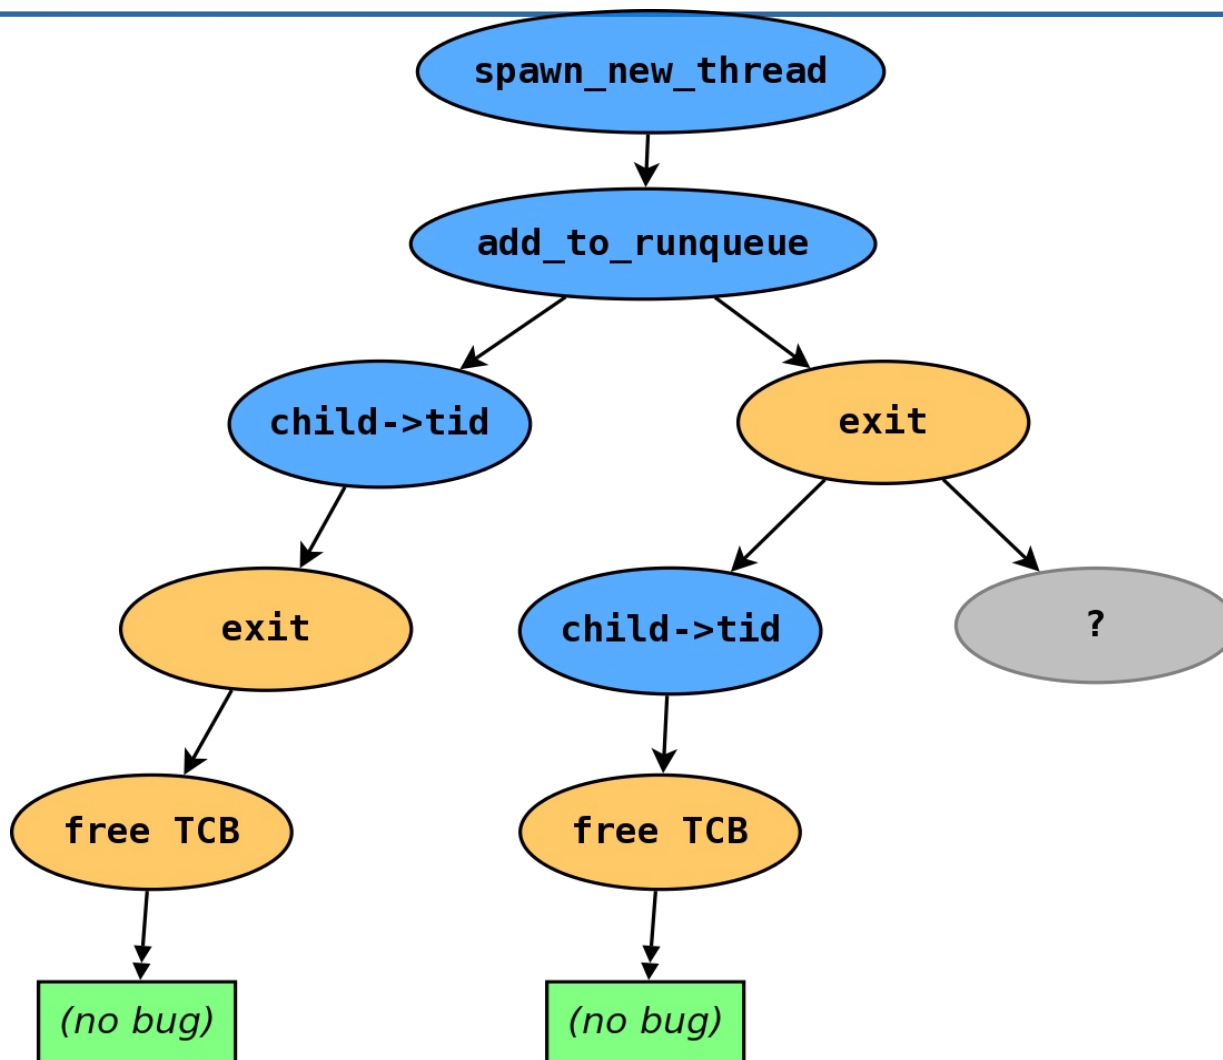 spawn_new_thread
add_to_runqueue
child->tid
exit
exit
child->tid
?
free TCB
free TCB
(no bug)
(no bug)